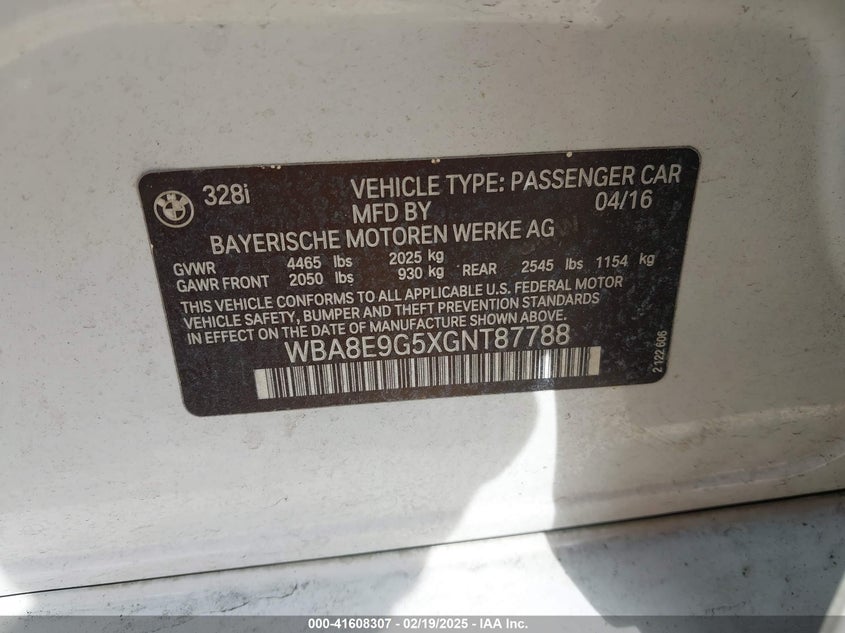 BMW
328i VEHICLE TYPE: PASSENGER CAR
MFD BY 04/16
BAYERISCHE MOTOREN WERKE AG
GVWR 4465 lbs 2025 kg
GAWR FRONT 2050 lbs 930 kg REAR 2545 lbs 1154 kg
THIS VEHICLE CONFORMS TO ALL APPLICABLE U.S. FEDERAL MOTOR
VEHICLE SAFETY, BUMPER AND THEFT PREVENTION STANDARDS
IN EFFECT ON THE DATE OF MANUFACTURE SHOWN ABOVE.
WBA8E9G5XGNT87788
2 122 606
000-41608307 - 02/19/2025 - IAA Inc.